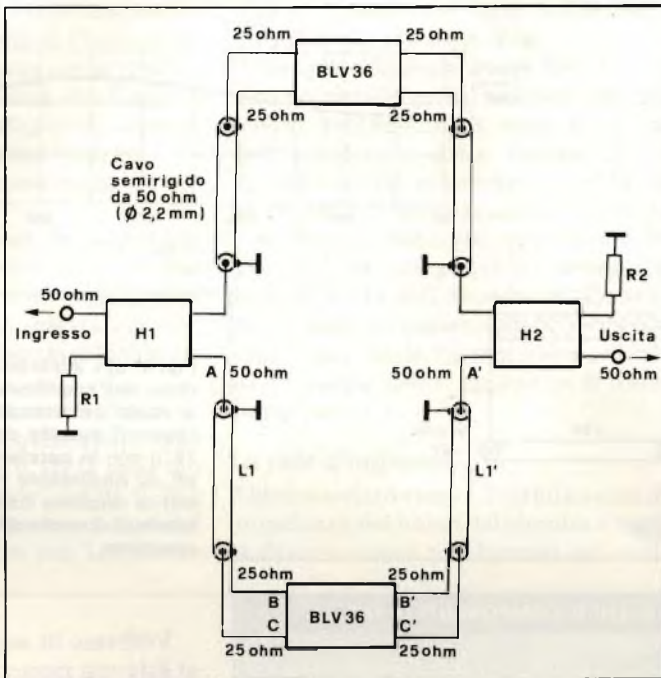 25 ohm
25 ohm
BLV 36
25 ohm
25 ohm
Cavo
semirigido
da 50 ohm
(Ø 2,2 mm)
50 ohm
Ingresso
H1
R1
R2
H2
Uscita
50 ohm
A
50 ohm
50 ohm
A'
L1
L1'
25 ohm
25 ohm
B
C
BLV 36
B'
C'
25 ohm
25 ohm